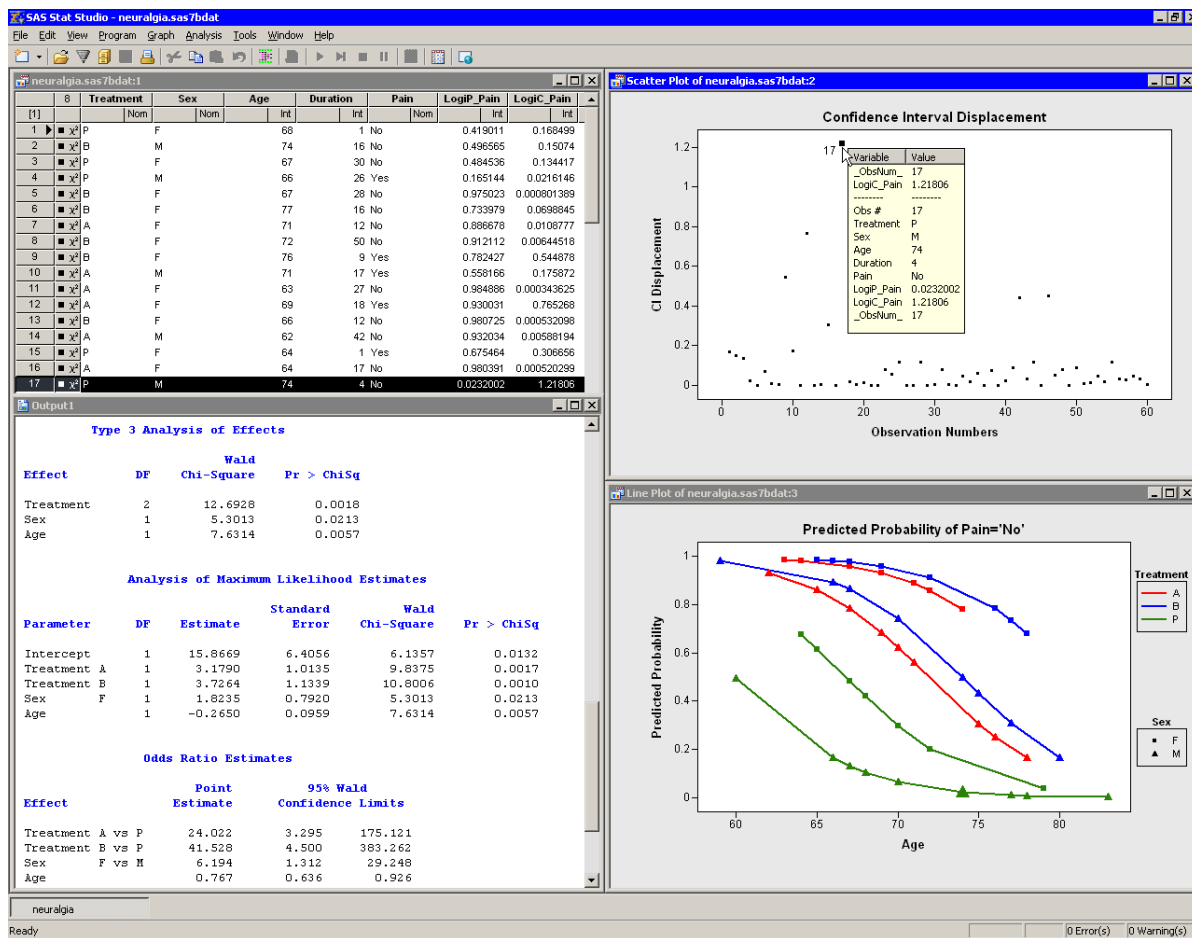 SAS Stat Studio - neuralgia.sas7bdat
File Edit View Program Graph Analysis Tools Window Help
neuralgia.sas7bdat:1
8 Treatment Sex Age Duration Pain LogiP_Pain LogiC_Pain
[1] Nom Nom Int Int Nom Int Int
1 χ² P F 68 1 No 0.419011 0.168499
2 χ² B M 74 16 No 0.496565 0.15074
3 χ² P F 67 30 No 0.484536 0.134417
4 χ² P M 66 26 Yes 0.165144 0.0216146
5 χ² B F 67 28 No 0.975023 0.000801389
6 χ² B F 77 16 No 0.733979 0.0698845
7 χ² A F 71 12 No 0.886678 0.0108777
8 χ² B F 72 50 No 0.912112 0.00644518
9 χ² B F 76 9 Yes 0.782427 0.544878
10 χ² A M 71 17 Yes 0.558166 0.175872
11 χ² A F 63 27 No 0.984886 0.000343625
12 χ² A F 69 18 Yes 0.930031 0.765268
13 χ² B F 66 12 No 0.980725 0.000532098
14 χ² A M 62 42 No 0.932034 0.00588194
15 χ² P F 64 1 Yes 0.675464 0.306656
16 χ² A F 64 17 No 0.980391 0.000520299
17 χ² P M 74 4 No 0.0232002 1.21806
Output1
Type 3 Analysis of Effects
Wald
Effect DF Chi-Square Pr > ChiSq
Treatment 2 12.6928 0.0018
Sex 1 5.3013 0.0213
Age 1 7.6314 0.0057
Analysis of Maximum Likelihood Estimates
Standard Wald
Parameter DF Estimate Error Chi-Square Pr > ChiSq
Intercept 1 15.8669 6.4056 6.1357 0.0132
Treatment A 1 3.1790 1.0135 9.8375 0.0017
Treatment B 1 3.7264 1.1339 10.8006 0.0010
Sex F 1 1.8235 0.7920 5.3013 0.0213
Age 1 -0.2650 0.0959 7.6314 0.0057
Odds Ratio Estimates
Point 95% Wald
Effect Estimate Confidence Limits
Treatment A vs P 24.022 3.295 175.121
Treatment B vs P 41.528 4.500 383.262
Sex F vs M 6.194 1.312 29.248
Age 0.767 0.636 0.926
Scatter Plot of neuralgia.sas7bdat:2
Confidence Interval Displacement
CI Displacement
1.2
1
0.8
0.6
0.4
0.2
0
17
Variable Value
_ObsNum_ 17
LogiC_Pain 1.21806
-------- --------
Obs # 17
Treatment P
Sex M
Age 74
Duration 4
Pain No
LogiP_Pain 0.0232002
LogiC_Pain 1.21806
_ObsNum_ 17
0 10 20 30 40 50 60
Observation Numbers
Line Plot of neuralgia.sas7bdat:3
Predicted Probability of Pain='No'
Predicted Probability
1
0.8
0.6
0.4
0.2
0
60 65 70 75 80
Age
Treatment
A
B
P
Sex
F
M
neuralgia
Ready 0 Error(s) 0 Warning(s)